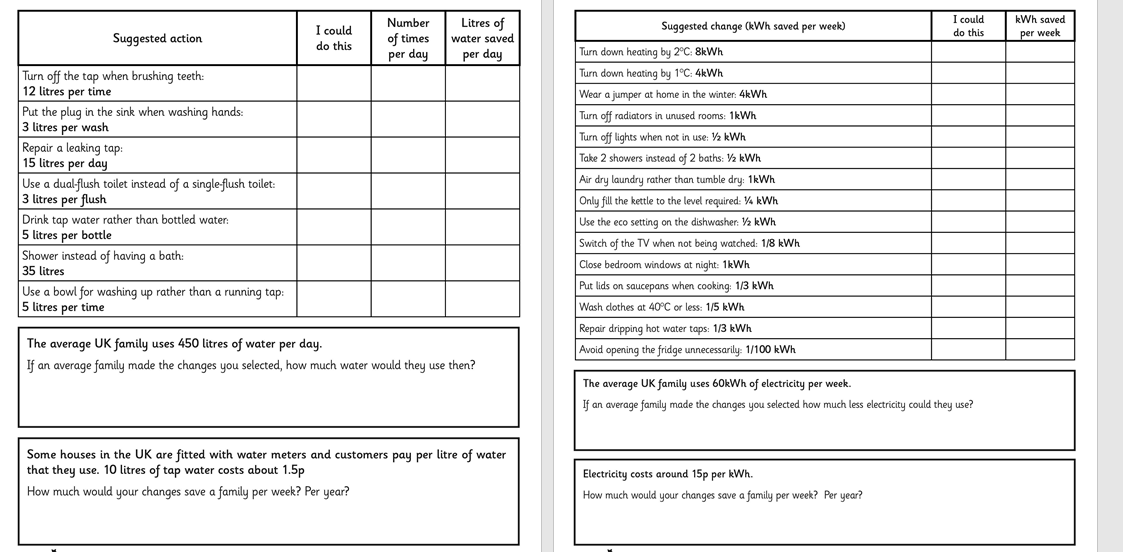 Suggested action
I could
do this
Number
of times
per day
Litres of
water saved
per day
Turn off the tap when brushing teeth:
12 litres per time
Put the plug in the sink when washing hands:
3 litres per wash
Repair a leaking tap:
15 litres per day
Use a dual-flush toilet instead of a single-flush toilet:
3 litres per flush
Drink tap water rather than bottled water:
5 litres per bottle
Shower instead of having a bath:
35 litres
Use a bowl for washing up rather than a running tap:
5 litres per time
The average UK family uses 450 litres of water per day.
If an average family made the changes you selected, how much water would they use then?
Some houses in the UK are fitted with water meters and customers pay per litre of water
that they use. 10 litres of tap water costs about 1.5p
How much would your changes save a family per week? Per year?
Suggested change (kWh saved per week)
I could
do this
kWh saved
per week
Turn down heating by 2°C: 8kWh
Turn down heating by 1°C: 4kWh
Wear a jumper at home in the winter: 4kWh
Turn off radiators in unused rooms: 1kWh
Turn off lights when not in use: ½ kWh
Take 2 showers instead of 2 baths: ½ kWh
Air dry laundry rather than tumble dry: 1kWh
Only fill the kettle to the level required: ¼ kWh
Use the eco setting on the dishwasher: ½ kWh
Switch of the TV when not being watched: 1/8 kWh
Close bedroom windows at night: 1kWh
Put lids on saucepans when cooking: 1/3 kWh
Wash clothes at 40°C or less: 1/5 kWh
Repair dripping hot water taps: 1/3 kWh
Avoid opening the fridge unnecessarily: 1/100 kWh
The average UK family uses 60kWh of electricity per week.
If an average family made the changes you selected how much less electricity could they use?
Electricity costs around 15p per kWh.
How much would your changes save a family per week? Per year?